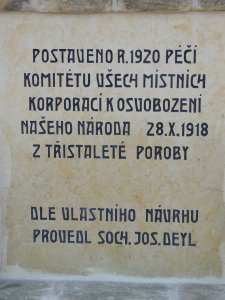 POSTAVENO R.1920 PÉČÍ
KOMITÉTU VŠECH MÍSTNÍCH
KORPORACÍ K OSVOBOZENÍ
NAŠEHO NÁRODA 28.X.1918
Z TŘISTALETÉ POROBY
DLE VLASTNÍHO NÁVRHU
PROVEDL SOCH. JOS. DEYL